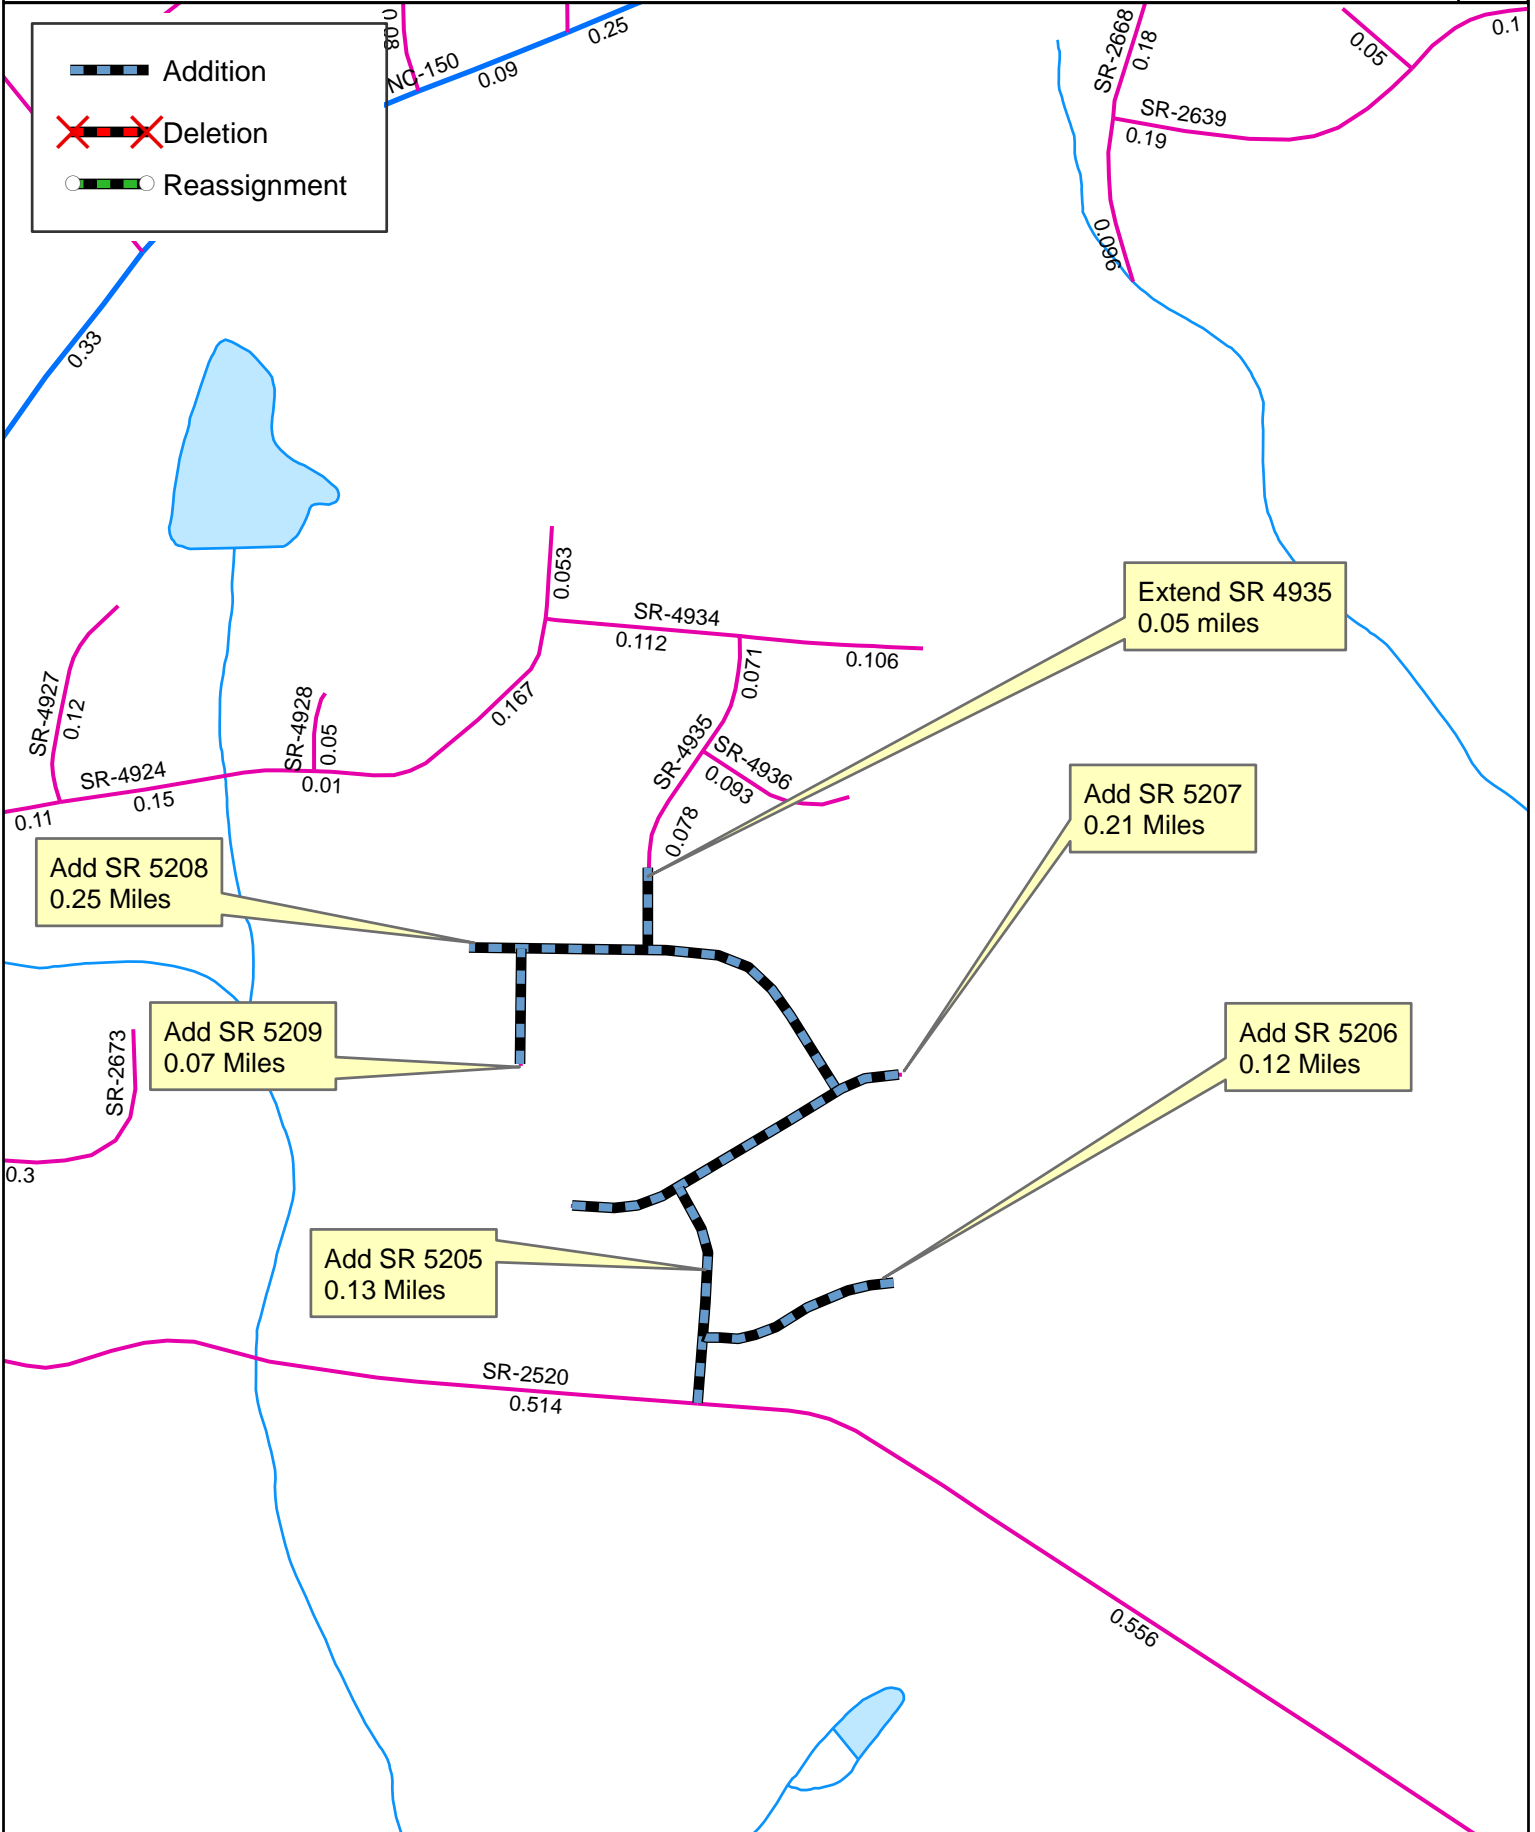 0.08
NC-150
0.09
0.25
SR-2668
0.18
0.05
0.1
SR-2639
0.19
0.096
Addition
Deletion
Reassignment
0.33
0.053
SR-4934
0.112
0.106
0.071
Extend SR 4935
0.05 miles
SR-4927
0.12
SR-4928
0.05
0.167
SR-4935
SR-4936
0.093
0.078
SR-4924
0.15
0.01
0.11
Add SR 5207
0.21 Miles
Add SR 5208
0.25 Miles
Add SR 5209
0.07 Miles
Add SR 5206
0.12 Miles
SR-2673
0.3
Add SR 5205
0.13 Miles
SR-2520
0.514
0.556